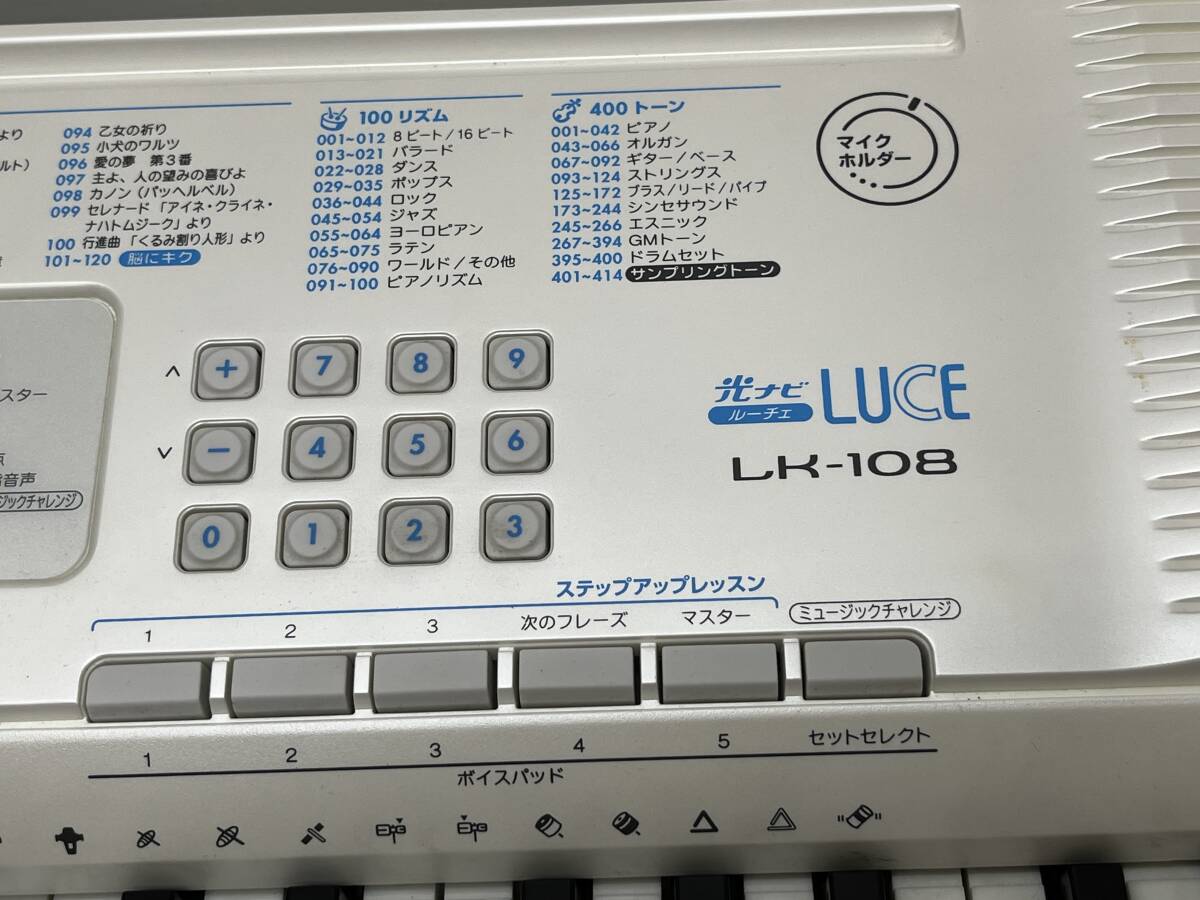 より
ルト)
094 乙女の祈り
095 小犬のワルツ
096 愛の夢 第3番
097 主よ、人の望みの喜びよ
098 カノン(パッヘルベル)
099 セレナード「アイネ・クライネ・
ナハトムジーク」より
100 行進曲「くるみ割り人形」より
101~120 脳にキク
100 リズム
001~012 8ビート/16ビート
013~021 バラード
022~028 ダンス
029~035 ポップス
036~044 ロック
045~054 ジャズ
055~064 ヨーロピアン
065~075 ラテン
076~090 ワールド/その他
091~100 ピアノリズム
400 トーン
001~042 ピアノ
043~066 オルガン
067~092 ギター/ベース
093~124 ストリングス
125~172 ブラス/リード/パイプ
173~244 シンセサウンド
245~266 エスニック
267~394 GMトーン
395~400 ドラムセット
401~414 サンプリングトーン
マイク
ホルダー
スター
音声
ジックチャレンジ
+ 7 8 9
- 4 5 6
0 1 2 3
光ナビ LUCE
ルーチェ
LK-108
ステップアップレッスン
1 2 3 次のフレーズ マスター ミュージックチャレンジ
1 2 3 4 5 セットセレクト
ボイスパッド